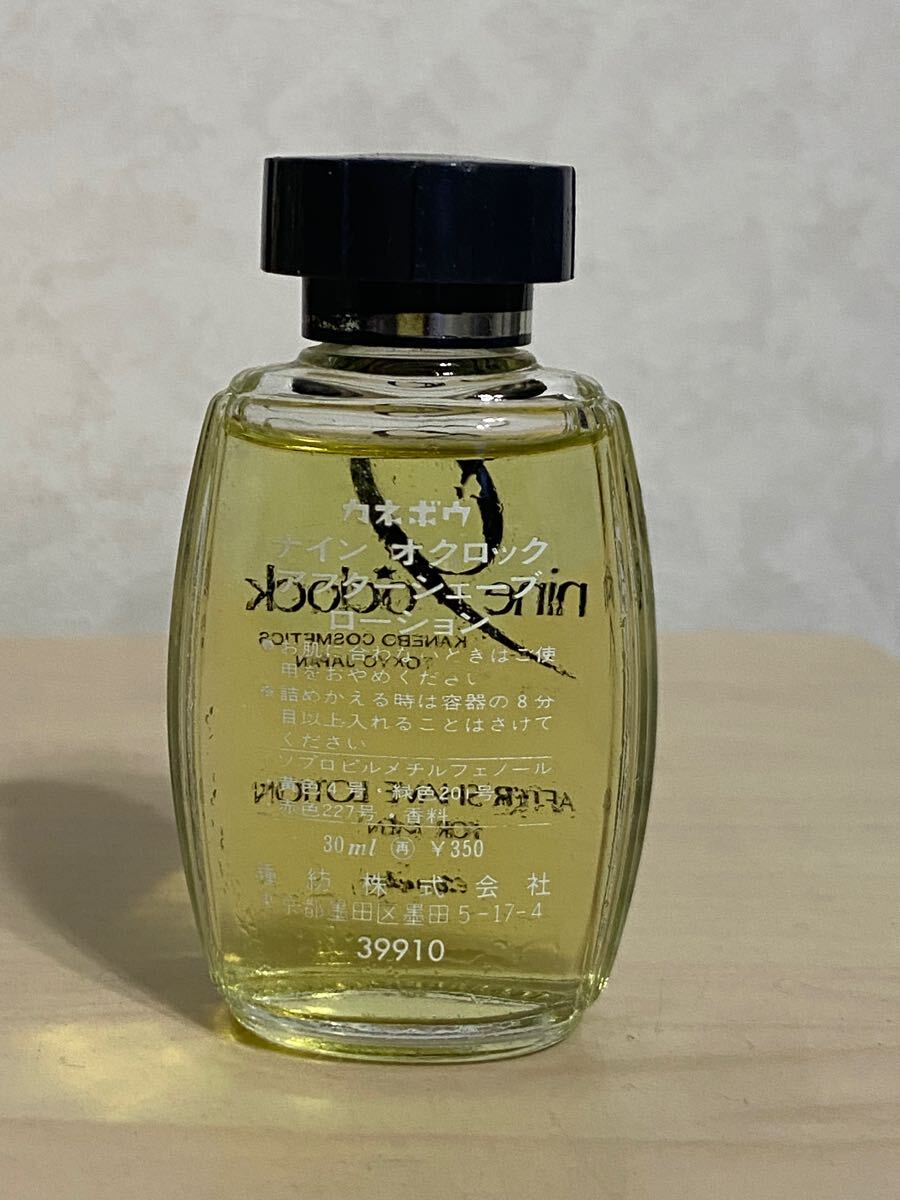 カネボウ
ナイン オクロック
アフターシェーブ
ローション
＊お肌に合わないときはご使
用をおやめください
＊詰めかえる時は容器の8分
目以上入れることはさけて
ください
ソプロピルメチルフェノール
黄色4号・緑色201号
赤色227号・香料
30ml 再 ¥350
鐘紡株式会社
東京都墨田区墨田5-17-4
39910
nine o'clock
KANEBO COSMETICS
TOKYO JAPAN
AFTER SHAVE LOTION
FOR MEN